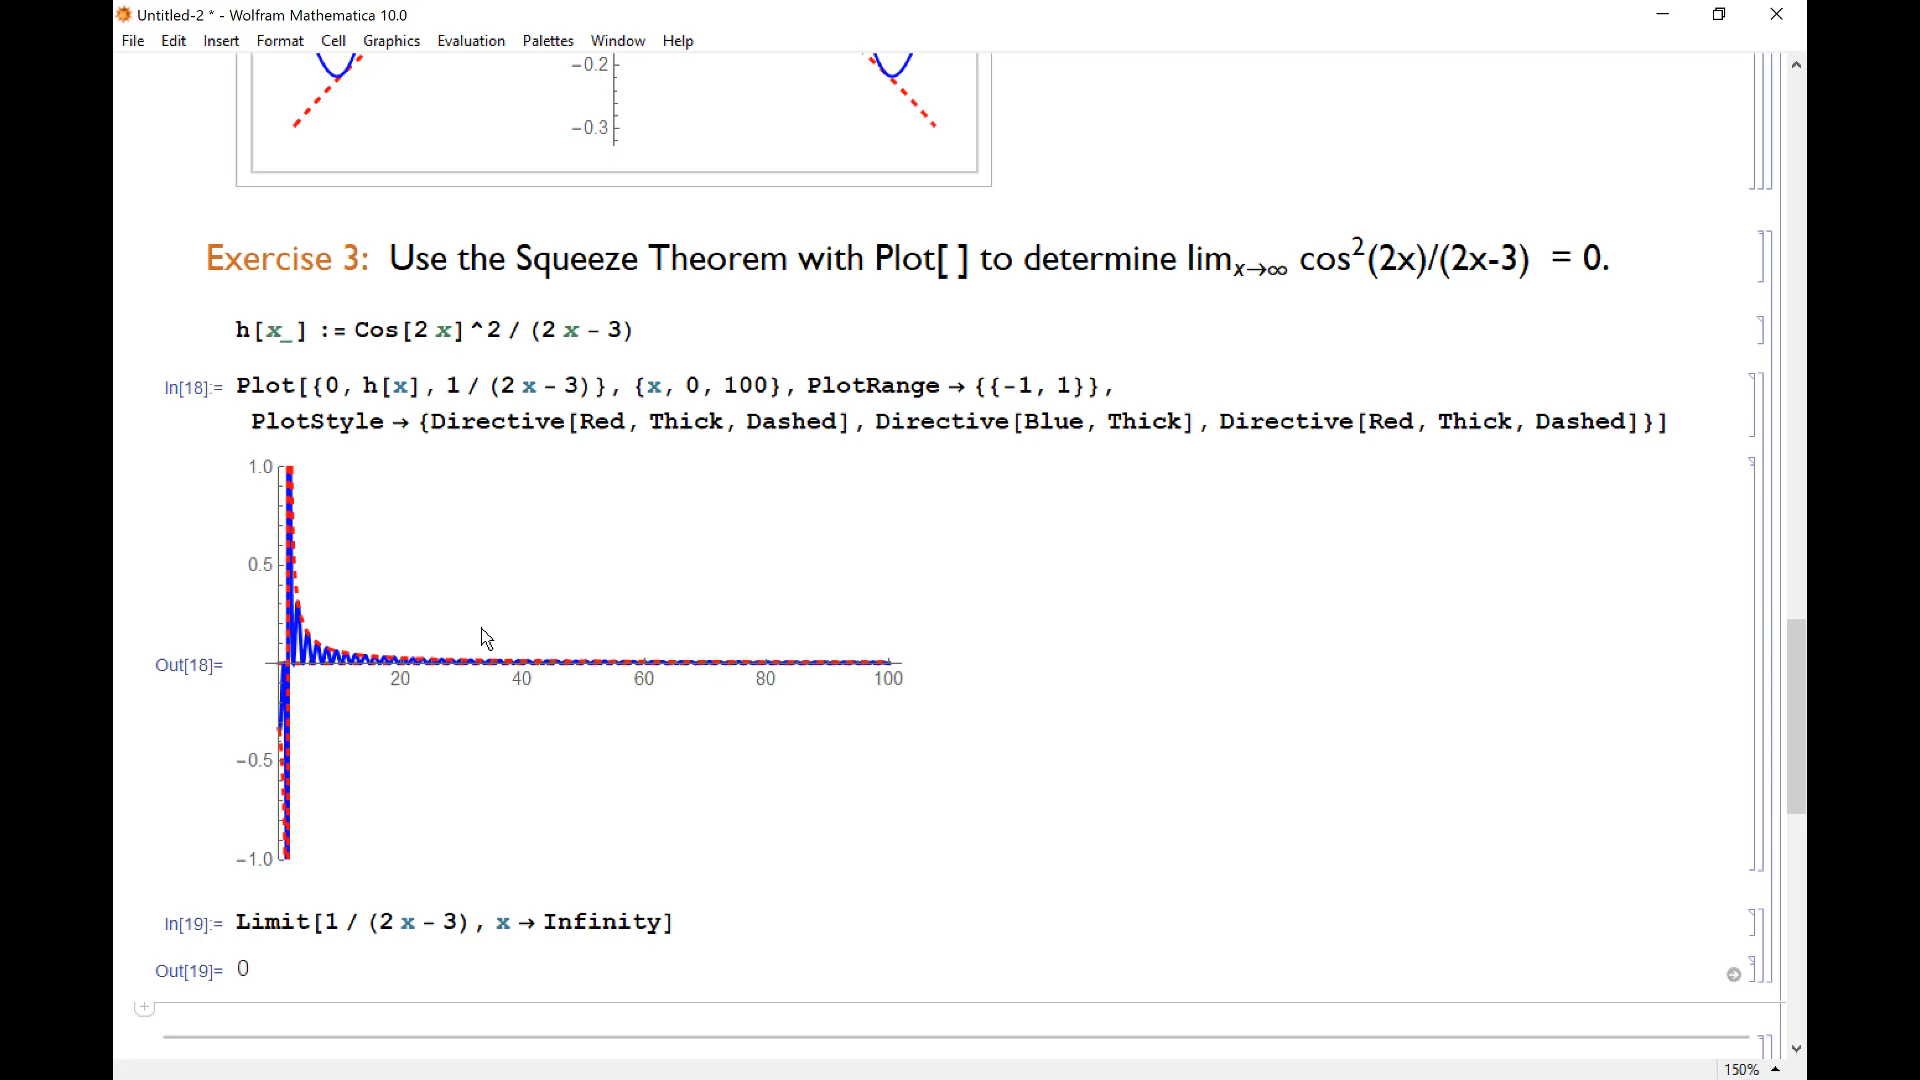 Untitled-2 * - Wolfram Mathematica 10.0
File Edit Insert Format Cell Graphics Evaluation Palettes Window Help
-0.2
-0.3
Exercise 3: Use the Squeeze Theorem with Plot[ ] to determine lim x→∞ cos²(2x)/(2x-3) = 0.
h[x_] := Cos[2 x]^2 / (2 x - 3)
In[18]:= Plot[{0, h[x], 1 / (2 x - 3)}, {x, 0, 100}, PlotRange → {{-1, 1}},
PlotStyle → {Directive[Red, Thick, Dashed], Directive[Blue, Thick], Directive[Red, Thick, Dashed]}]
1.0
0.5
Out[18]=
20 40 60 80 100
-0.5
-1.0
In[19]:= Limit[1 / (2 x - 3), x → Infinity]
Out[19]= 0
150%